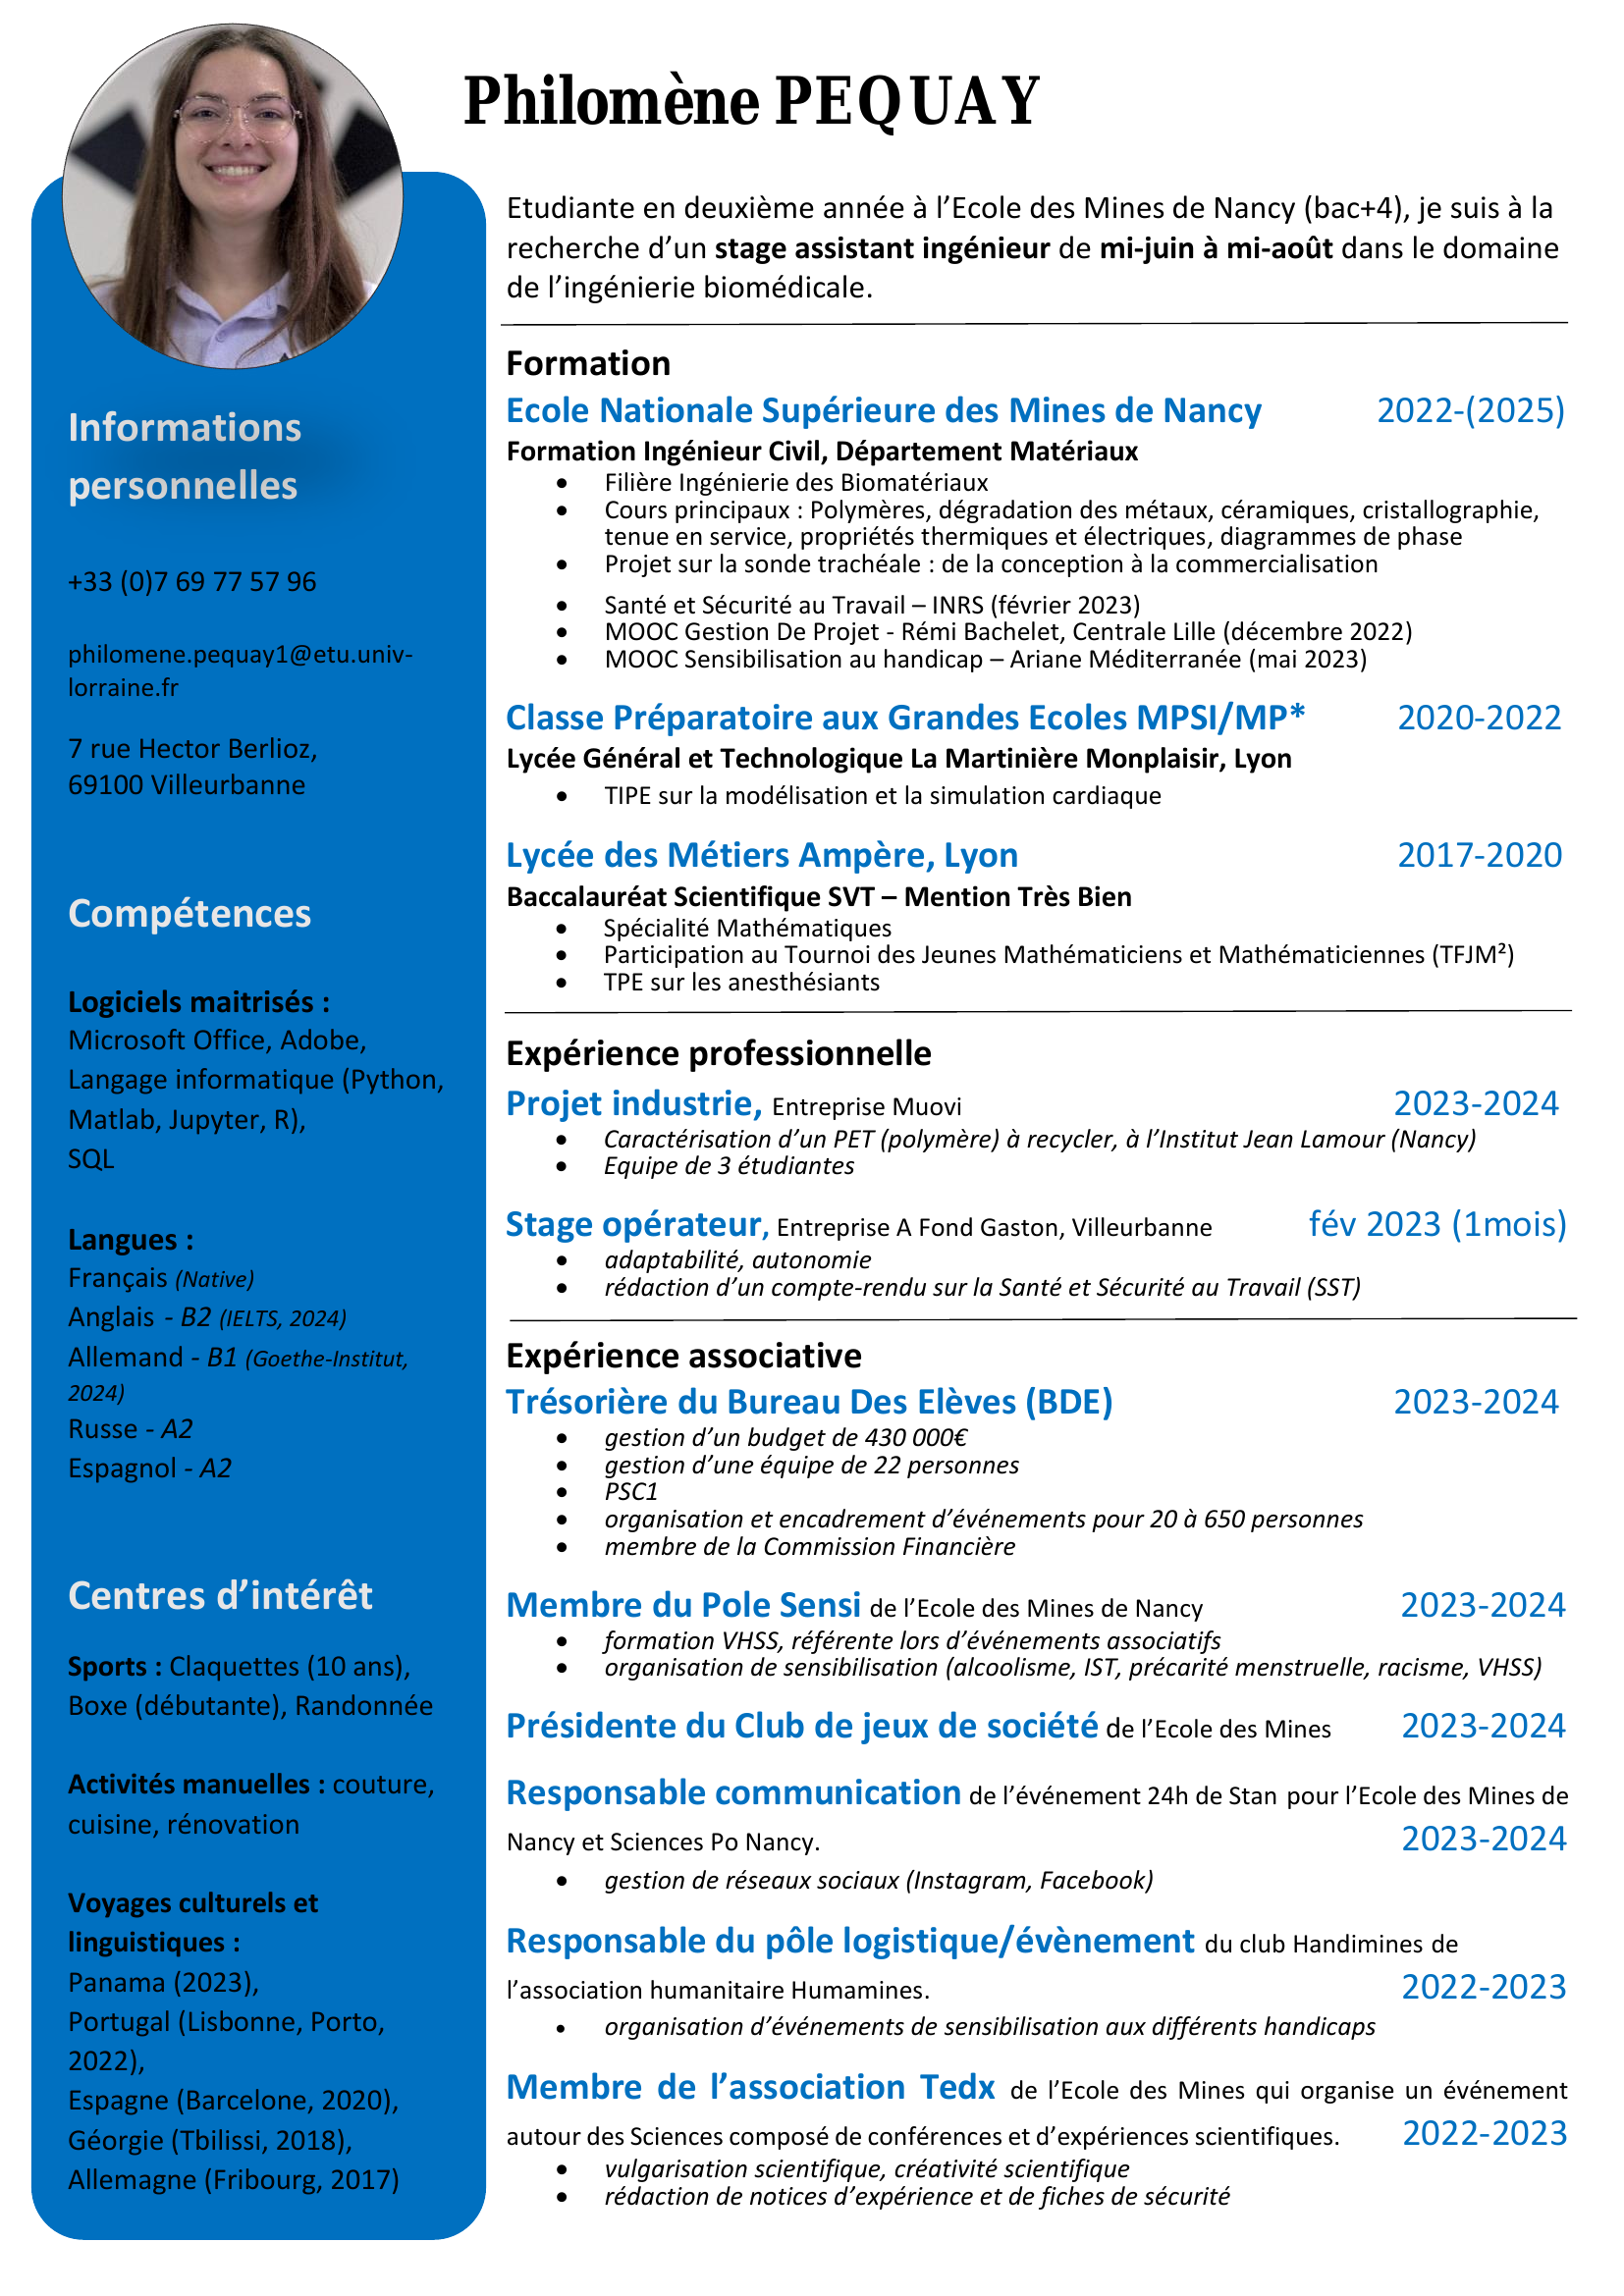 Philomène PEQUAY
Etudiante en deuxième année à l’Ecole des Mines de Nancy (bac+4), je suis à la
recherche d’un stage assistant ingénieur de mi-juin à mi-août dans le domaine
de l’ingénierie biomédicale.
Informations
personnelles
+33 (0)7 69 77 57 96
philomene.pequay1@etu.univ-
lorraine.fr
7 rue Hector Berlioz,
69100 Villeurbanne
Compétences
Logiciels maitrisés :
Microsoft Office, Adobe,
Langage informatique (Python,
Matlab, Jupyter, R),
SQL
Langues :
Français (Native)
Anglais - B2 (IELTS, 2024)
Allemand - B1 (Goethe-Institut,
2024)
Russe - A2
Espagnol - A2
Centres d’intérêt
Sports : Claquettes (10 ans),
Boxe (débutante), Randonnée
Activités manuelles : couture,
cuisine, rénovation
Voyages culturels et
linguistiques :
Panama (2023),
Portugal (Lisbonne, Porto,
2022),
Espagne (Barcelone, 2020),
Géorgie (Tbilissi, 2018),
Allemagne (Fribourg, 2017)
Formation
Ecole Nationale Supérieure des Mines de Nancy 2022-(2025)
Formation Ingénieur Civil, Département Matériaux
• Filière Ingénierie des Biomatériaux
• Cours principaux : Polymères, dégradation des métaux, céramiques, cristallographie,
tenue en service, propriétés thermiques et électriques, diagrammes de phase
• Projet sur la sonde trachéale : de la conception à la commercialisation
• Santé et Sécurité au Travail – INRS (février 2023)
• MOOC Gestion De Projet - Rémi Bachelet, Centrale Lille (décembre 2022)
• MOOC Sensibilisation au handicap – Ariane Méditerranée (mai 2023)
Classe Préparatoire aux Grandes Ecoles MPSI/MP* 2020-2022
Lycée Général et Technologique La Martinière Monplaisir, Lyon
• TIPE sur la modélisation et la simulation cardiaque
Lycée des Métiers Ampère, Lyon 2017-2020
Baccalauréat Scientifique SVT – Mention Très Bien
• Spécialité Mathématiques
• Participation au Tournoi des Jeunes Mathématiciens et Mathématiciennes (TFJM²)
• TPE sur les anesthésiants
Expérience professionnelle
Projet industrie, Entreprise Muovi 2023-2024
• Caractérisation d’un PET (polymère) à recycler, à l’Institut Jean Lamour (Nancy)
• Equipe de 3 étudiantes
Stage opérateur, Entreprise A Fond Gaston, Villeurbanne fév 2023 (1mois)
• adaptabilité, autonomie
• rédaction d’un compte-rendu sur la Santé et Sécurité au Travail (SST)
Expérience associative
Trésorière du Bureau Des Elèves (BDE) 2023-2024
• gestion d’un budget de 430 000€
• gestion d’une équipe de 22 personnes
• PSC1
• organisation et encadrement d’événements pour 20 à 650 personnes
• membre de la Commission Financière
Membre du Pole Sensi de l’Ecole des Mines de Nancy 2023-2024
• formation VHSS, référente lors d’événements associatifs
• organisation de sensibilisation (alcoolisme, IST, précarité menstruelle, racisme, VHSS)
Présidente du Club de jeux de société de l’Ecole des Mines 2023-2024
Responsable communication de l’événement 24h de Stan pour l’Ecole des Mines de
Nancy et Sciences Po Nancy. 2023-2024
• gestion de réseaux sociaux (Instagram, Facebook)
Responsable du pôle logistique/évènement du club Handimines de
l’association humanitaire Humamines. 2022-2023
• organisation d’événements de sensibilisation aux différents handicaps
Membre de l’association Tedx de l’Ecole des Mines qui organise un événement
autour des Sciences composé de conférences et d’expériences scientifiques. 2022-2023
• vulgarisation scientifique, créativité scientifique
• rédaction de notices d’expérience et de fiches de sécurité